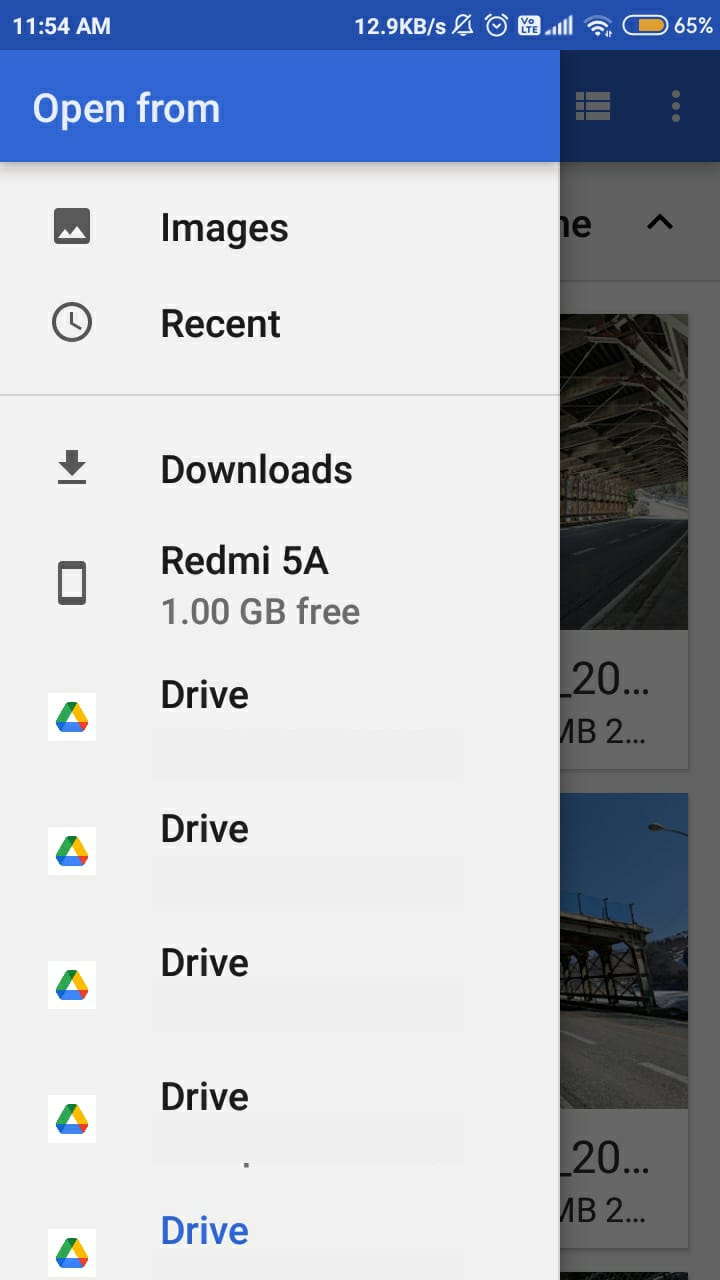 11:54 AM 12.9KB/s Vo LTE 65%
Open from
Images
Recent
Downloads
Redmi 5A
1.00 GB free
Drive
Drive
Drive
Drive
Drive
_20...
MB 2...
_20...
MB 2...